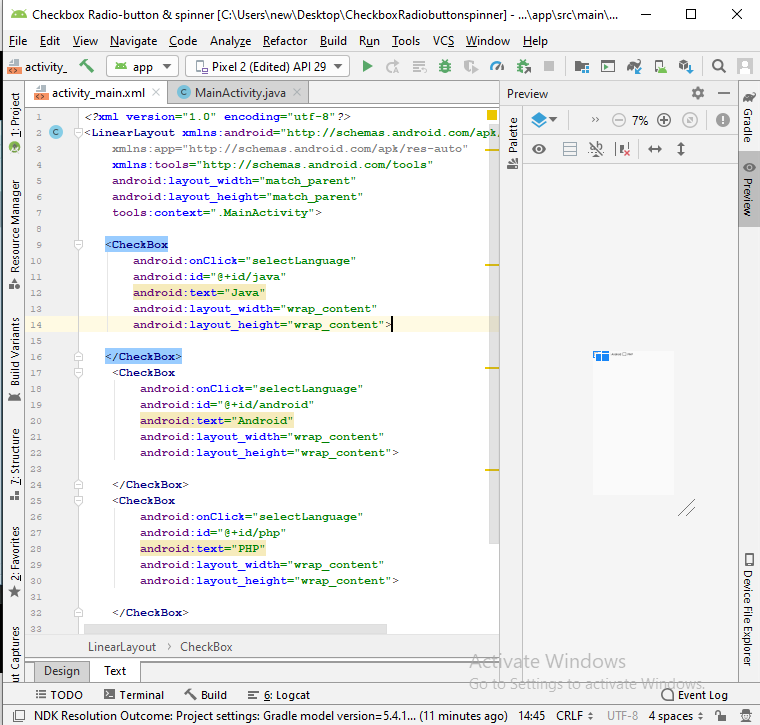 Checkbox Radio-button & spinner [C:\Users\new\Desktop\CheckboxRadiobuttonspinner] - ...\app\src\main\...
File Edit View Navigate Code Analyze Refactor Build Run Tools VCS Window Help
activity_ app Pixel 2 (Edited) API 29
activity_main.xml MainActivity.java Preview
1: Project
Resource Manager
Build Variants
Z: Structure
2: Favorites
ut Captures
1 <?xml version="1.0" encoding="utf-8"?>
2 <LinearLayout xmlns:android="http://schemas.android.com/apk,
3 xmlns:app="http://schemas.android.com/apk/res-auto"
4 xmlns:tools="http://schemas.android.com/tools"
5 android:layout_width="match_parent"
6 android:layout_height="match_parent"
7 tools:context=".MainActivity">
8
9 <CheckBox
10 android:onClick="selectLanguage"
11 android:id="@+id/java"
12 android:text="Java"
13 android:layout_width="wrap_content"
14 android:layout_height="wrap_content">
15
16 </CheckBox>
17 <CheckBox
18 android:onClick="selectLanguage"
19 android:id="@+id/android"
20 android:text="Android"
21 android:layout_width="wrap_content"
22 android:layout_height="wrap_content">
23
24 </CheckBox>
25 <CheckBox
26 android:onClick="selectLanguage"
27 android:id="@+id/php"
28 android:text="PHP"
29 android:layout_width="wrap_content"
30 android:layout_height="wrap_content">
31
32 </CheckBox>
33
C
Palette
7%
Gradle
Preview
Device File Explorer
LinearLayout › CheckBox
Design Text
Activate Windows
Go to Settings to activate Windows.
TODO Terminal Build 6: Logcat Event Log
NDK Resolution Outcome: Project settings: Gradle model version=5.4.1... (11 minutes ago) 14:45 CRLF UTF-8 4 spaces